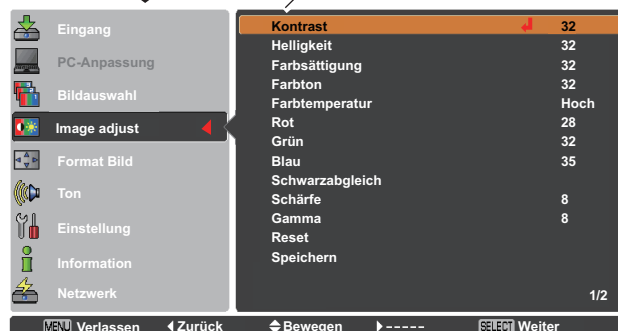 Eingang
PC-Anpassung
Bildauswahl
Image adjust
Format Bild
Ton
Einstellung
Information
Netzwerk
Kontrast 32
Helligkeit 32
Farbsättigung 32
Farbton 32
Farbtemperatur Hoch
Rot 28
Grün 32
Blau 35
Schwarzabgleich
Schärfe 8
Gamma 8
Reset
Speichern
1/2
MENU Verlassen Zurück Bewegen ----- SELECT Weiter